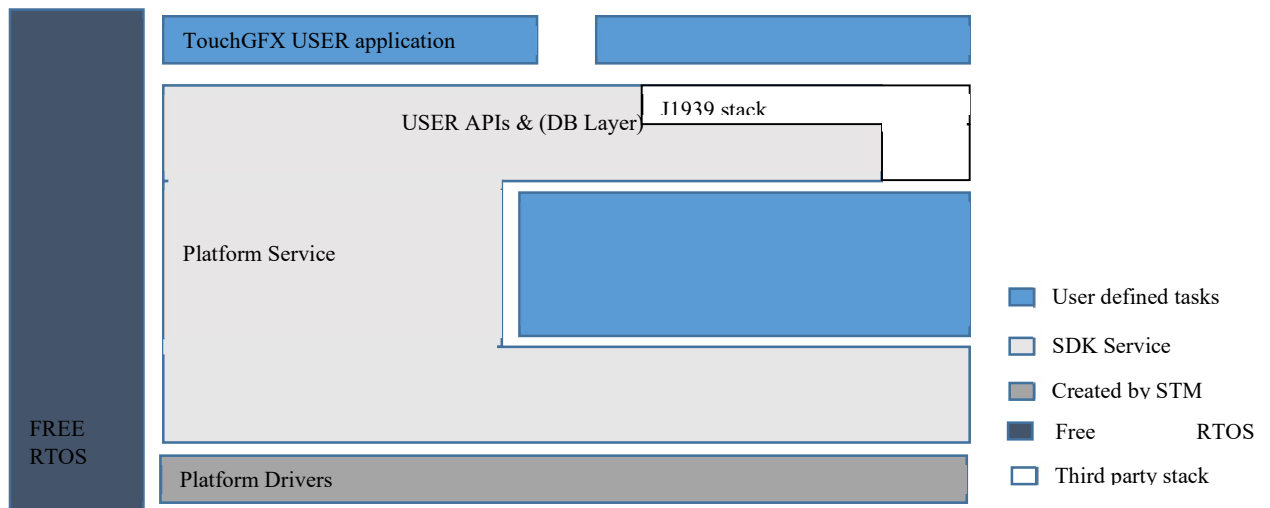 TouchGFX USER application
J1939 stack
USER APIs & (DB Layer)
Platform Service
User defined tasks
SDK Service
Created by STM
FREE
RTOS
Free RTOS
Platform Drivers
Third party stack